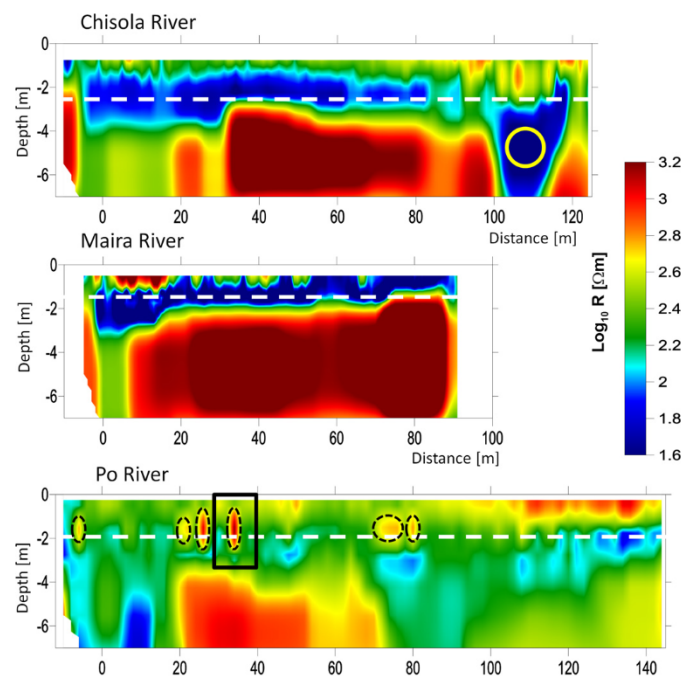 Chisola River
0
-2
-4
-6
Depth [m]
0 20 40 60 80 100 120
Distance [m]
Maira River
0
-2
-4
-6
Depth [m]
0 20 40 60 80 100
Distance [m]
Po River
0
-2
-4
-6
Depth [m]
0 20 40 60 80 100 120 140
Log₁₀ R [Ωm]
3.2
3
2.8
2.6
2.4
2.2
2
1.8
1.6